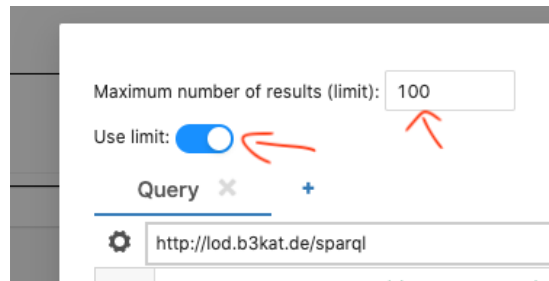 Maximum number of results (limit): 100
Use limit:
Query +
http://lod.b3kat.de/sparql